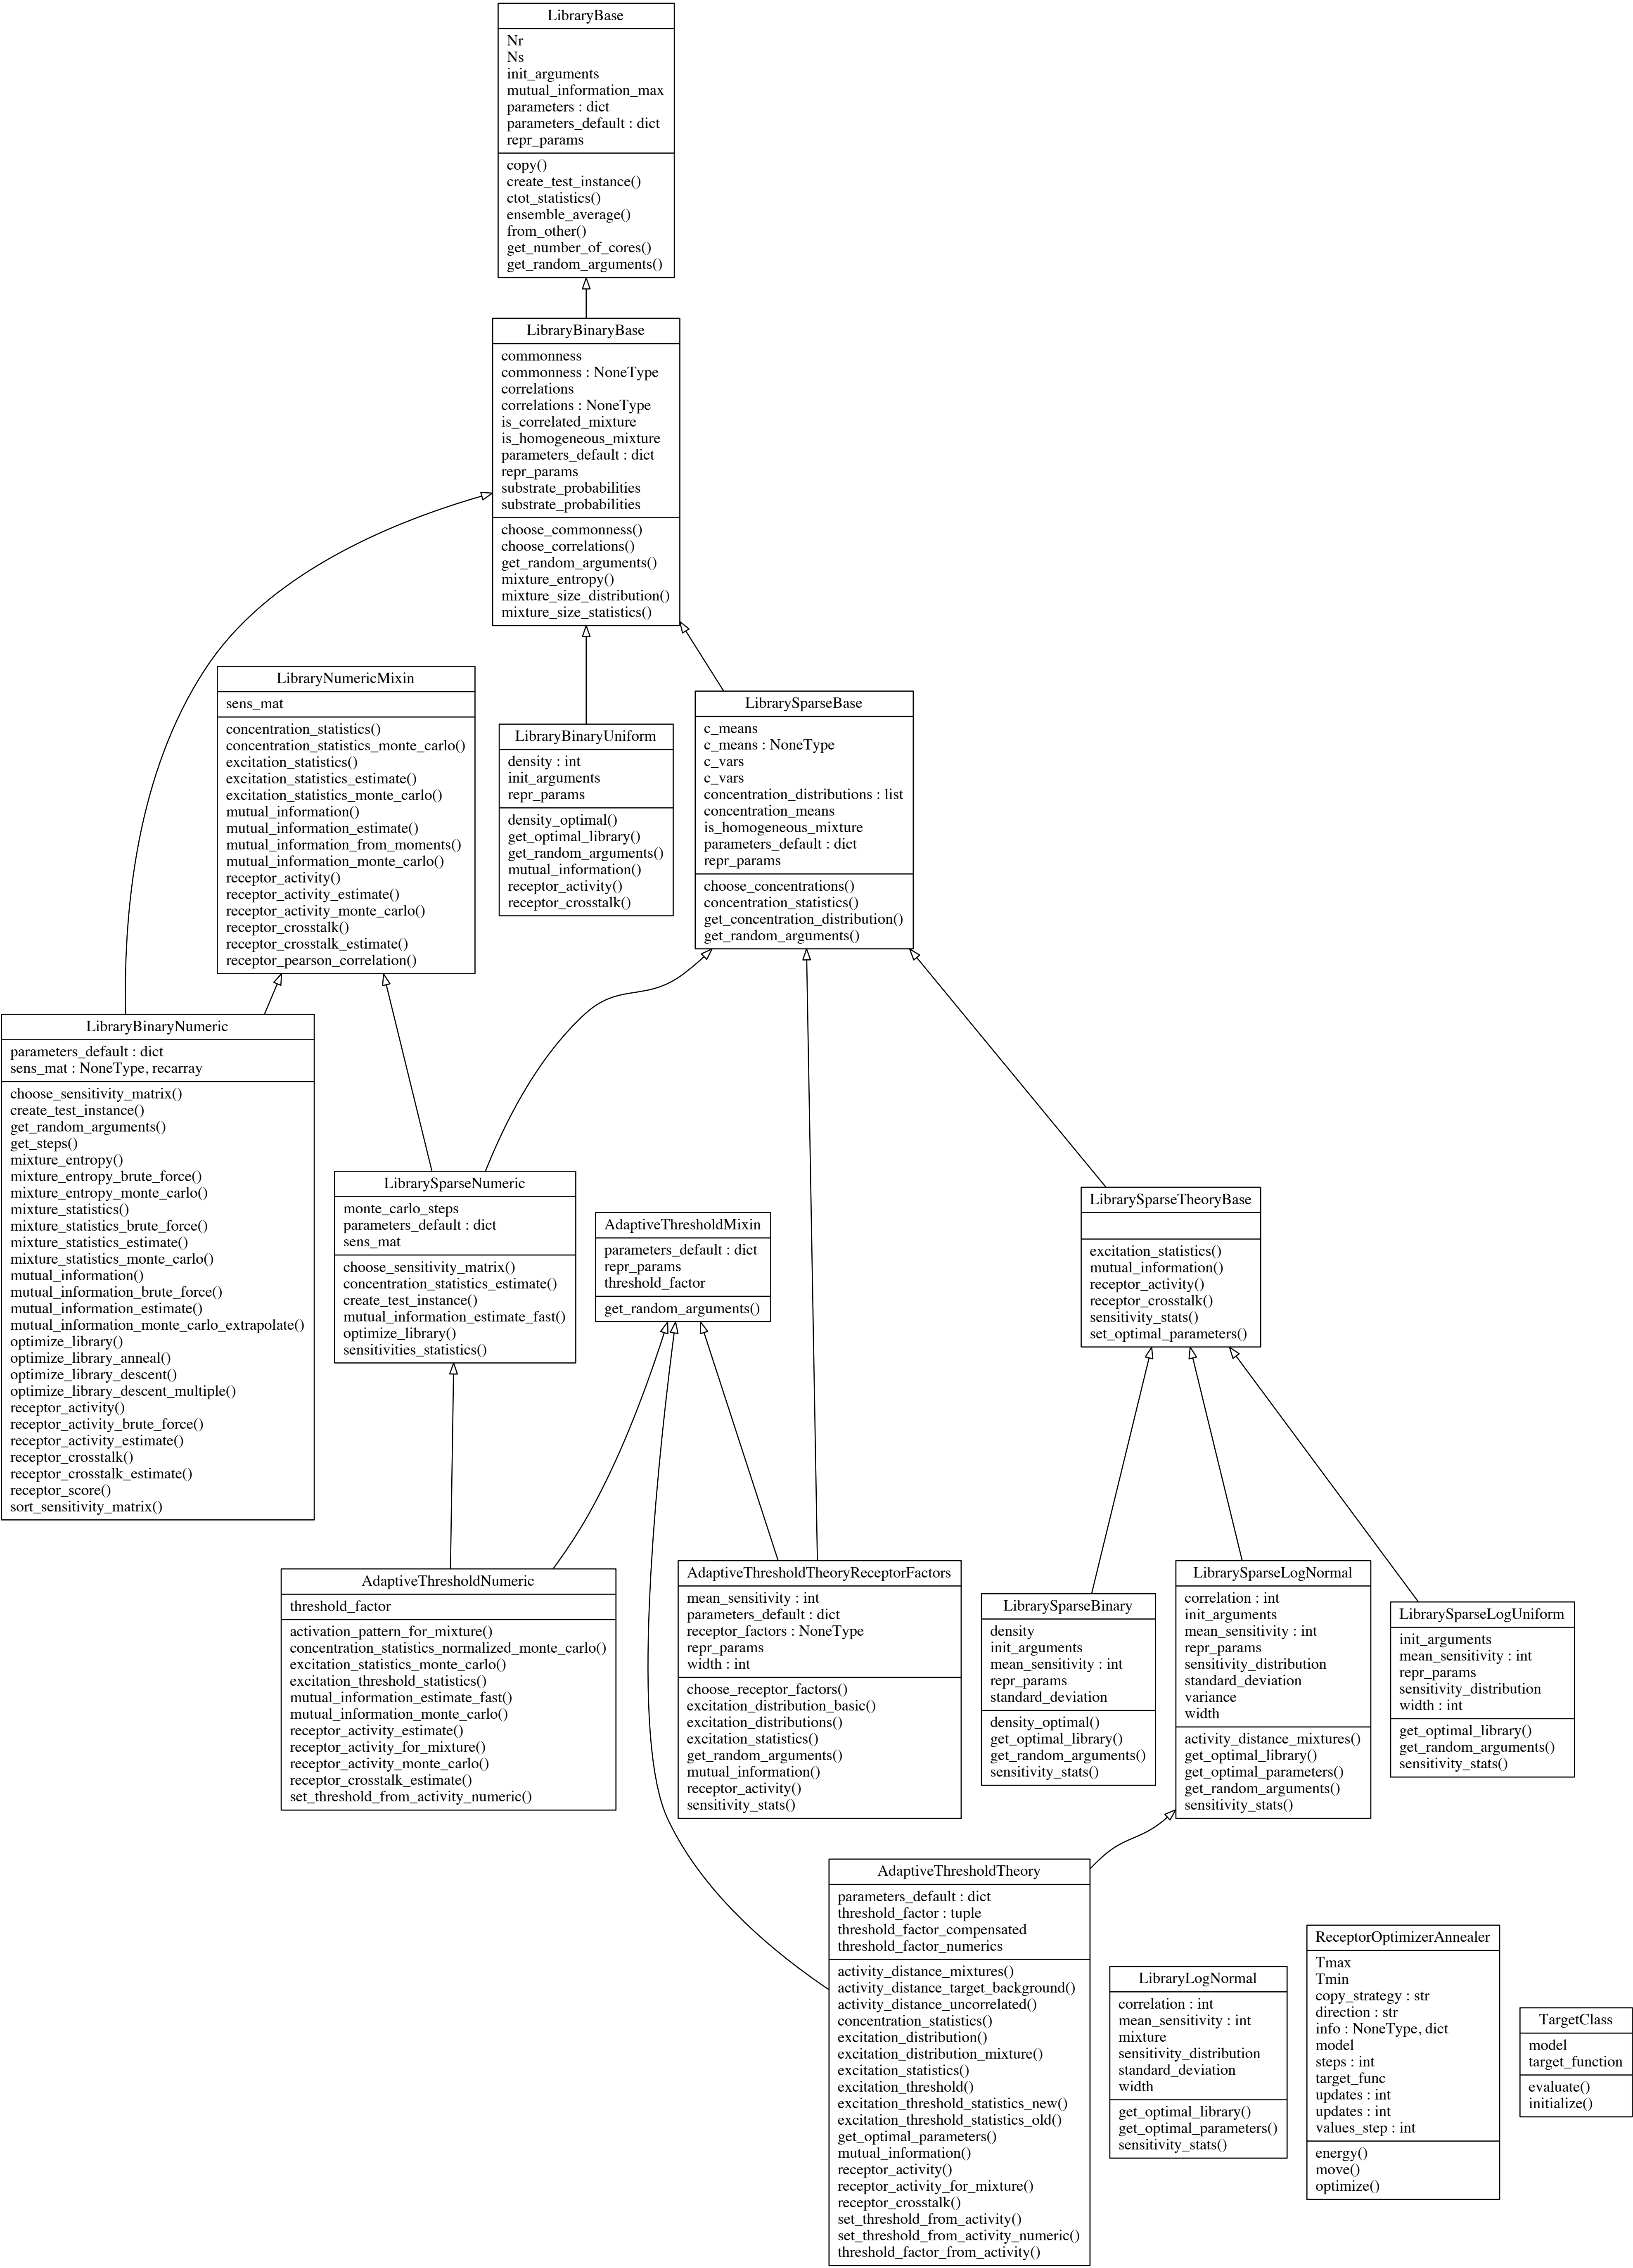 LibraryBase
Nr
Ns
init_arguments
mutual_information_max
parameters : dict
parameters_default : dict
repr_params
copy()
create_test_instance()
ctot_statistics()
ensemble_average()
from_other()
get_number_of_cores()
get_random_arguments()
LibraryBinaryBase
commonness
commonness : NoneType
correlations
correlations : NoneType
is_correlated_mixture
is_homogeneous_mixture
parameters_default : dict
repr_params
substrate_probabilities
substrate_probabilities
choose_commonness()
choose_correlations()
get_random_arguments()
mixture_entropy()
mixture_size_distribution()
mixture_size_statistics()
LibraryNumericMixin
sens_mat
concentration_statistics()
concentration_statistics_monte_carlo()
excitation_statistics()
excitation_statistics_estimate()
excitation_statistics_monte_carlo()
mutual_information()
mutual_information_estimate()
mutual_information_from_moments()
mutual_information_monte_carlo()
receptor_activity()
receptor_activity_estimate()
receptor_activity_monte_carlo()
receptor_crosstalk()
receptor_crosstalk_estimate()
receptor_pearson_correlation()
LibraryBinaryUniform
density : int
init_arguments
repr_params
density_optimal()
get_optimal_library()
get_random_arguments()
mutual_information()
receptor_activity()
receptor_crosstalk()
LibrarySparseBase
c_means
c_means : NoneType
c_vars
c_vars
concentration_distributions : list
concentration_means
is_homogeneous_mixture
parameters_default : dict
repr_params
choose_concentrations()
concentration_statistics()
get_concentration_distribution()
get_random_arguments()
LibraryBinaryNumeric
parameters_default : dict
sens_mat : NoneType, recarray
choose_sensitivity_matrix()
create_test_instance()
get_random_arguments()
get_steps()
mixture_entropy()
mixture_entropy_brute_force()
mixture_entropy_monte_carlo()
mixture_statistics()
mixture_statistics_brute_force()
mixture_statistics_estimate()
mixture_statistics_monte_carlo()
mutual_information()
mutual_information_brute_force()
mutual_information_estimate()
mutual_information_monte_carlo_extrapolate()
optimize_library()
optimize_library_anneal()
optimize_library_descent()
optimize_library_descent_multiple()
receptor_activity()
receptor_activity_brute_force()
receptor_activity_estimate()
receptor_crosstalk()
receptor_crosstalk_estimate()
receptor_score()
sort_sensitivity_matrix()
LibrarySparseNumeric
monte_carlo_steps
parameters_default : dict
sens_mat
choose_sensitivity_matrix()
concentration_statistics_estimate()
create_test_instance()
mutual_information_estimate_fast()
optimize_library()
sensitivities_statistics()
AdaptiveThresholdMixin
parameters_default : dict
repr_params
threshold_factor
get_random_arguments()
LibrarySparseTheoryBase
excitation_statistics()
mutual_information()
receptor_activity()
receptor_crosstalk()
sensitivity_stats()
set_optimal_parameters()
AdaptiveThresholdNumeric
threshold_factor
activation_pattern_for_mixture()
concentration_statistics_normalized_monte_carlo()
excitation_statistics_monte_carlo()
excitation_threshold_statistics()
mutual_information_estimate_fast()
mutual_information_monte_carlo()
receptor_activity_estimate()
receptor_activity_for_mixture()
receptor_activity_monte_carlo()
receptor_crosstalk_estimate()
set_threshold_from_activity_numeric()
AdaptiveThresholdTheoryReceptorFactors
mean_sensitivity : int
parameters_default : dict
receptor_factors : NoneType
repr_params
width : int
choose_receptor_factors()
excitation_distribution_basic()
excitation_distributions()
excitation_statistics()
get_random_arguments()
mutual_information()
receptor_activity()
sensitivity_stats()
LibrarySparseBinary
density
init_arguments
mean_sensitivity : int
repr_params
standard_deviation
density_optimal()
get_optimal_library()
get_random_arguments()
sensitivity_stats()
LibrarySparseLogNormal
correlation : int
init_arguments
mean_sensitivity : int
repr_params
sensitivity_distribution
standard_deviation
variance
width
activity_distance_mixtures()
get_optimal_library()
get_optimal_parameters()
get_random_arguments()
sensitivity_stats()
LibrarySparseLogUniform
init_arguments
mean_sensitivity : int
repr_params
sensitivity_distribution
width : int
get_optimal_library()
get_random_arguments()
sensitivity_stats()
AdaptiveThresholdTheory
parameters_default : dict
threshold_factor : tuple
threshold_factor_compensated
threshold_factor_numerics
activity_distance_mixtures()
activity_distance_target_background()
activity_distance_uncorrelated()
concentration_statistics()
excitation_distribution()
excitation_distribution_mixture()
excitation_statistics()
excitation_threshold()
excitation_threshold_statistics_new()
excitation_threshold_statistics_old()
get_optimal_parameters()
mutual_information()
receptor_activity()
receptor_activity_for_mixture()
receptor_crosstalk()
set_threshold_from_activity()
set_threshold_from_activity_numeric()
threshold_factor_from_activity()
LibraryLogNormal
correlation : int
mean_sensitivity : int
mixture
sensitivity_distribution
standard_deviation
width
get_optimal_library()
get_optimal_parameters()
sensitivity_stats()
ReceptorOptimizerAnnealer
Tmax
Tmin
copy_strategy : str
direction : str
info : NoneType, dict
model
steps : int
target_func
updates : int
updates : int
values_step : int
energy()
move()
optimize()
TargetClass
model
target_function
evaluate()
initialize()